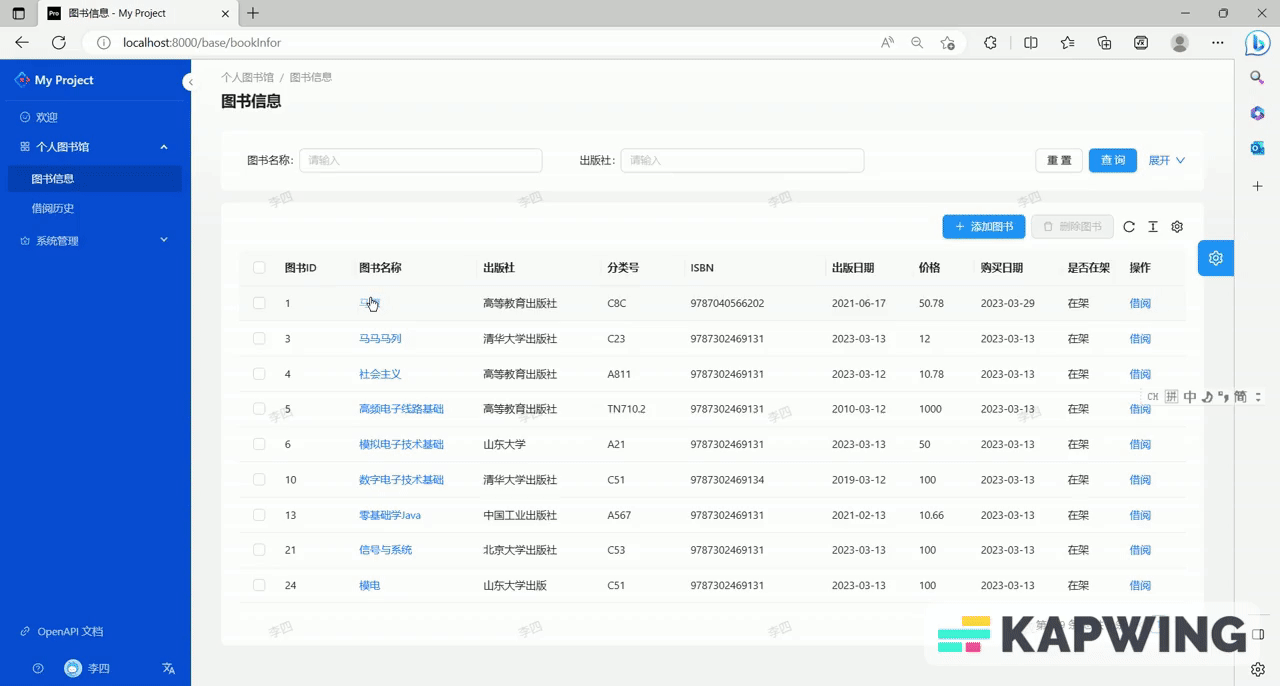 图书信息 - My Project
localhost:8000/base/bookInfor
My Project
欢迎
个人图书馆
图书信息
借阅历史
系统管理
OpenAPI 文档
李四
个人图书馆 / 图书信息
图书信息
图书名称: 请输入 出版社: 请输入 重 置 查 询 展开
+ 添加图书 删除图书
图书ID 图书名称 出版社 分类号 ISBN 出版日期 价格 购买日期 是否在架 操作
1 高等教育出版社 C8C 9787040566202 2021-06-17 50.78 2023-03-29 在架 借阅
3 马马马列 清华大学出版社 C23 9787302469131 2023-03-13 12 2023-03-13 在架 借阅
4 社会主义 高等教育出版社 A811 9787302469131 2023-03-12 10.78 2023-03-13 在架 借阅
5 高频电子线路基础 高等教育出版社 TN710.2 9787302469131 2010-03-12 1000 2023-03-13 在架 借阅
6 模拟电子技术基础 山东大学 A21 9787302469131 2023-03-13 50 2023-03-13 在架 借阅
10 数字电子技术基础 清华大学出版社 C51 9787302469134 2019-03-12 100 2023-03-13 在架 借阅
13 零基础学Java 中国工业出版社 A567 9787302469131 2021-02-13 10.66 2023-03-13 在架 借阅
21 信号与系统 北京大学出版社 C53 9787302469131 2023-03-13 100 2023-03-13 在架 借阅
24 模电 山东大学出版 C51 9787302469131 2023-03-13 100 2023-03-13 在架 借阅
李四 李四 李四 李四
李四 李四 李四
李四 李四 李四
CH 拼 中 简
KAPWING